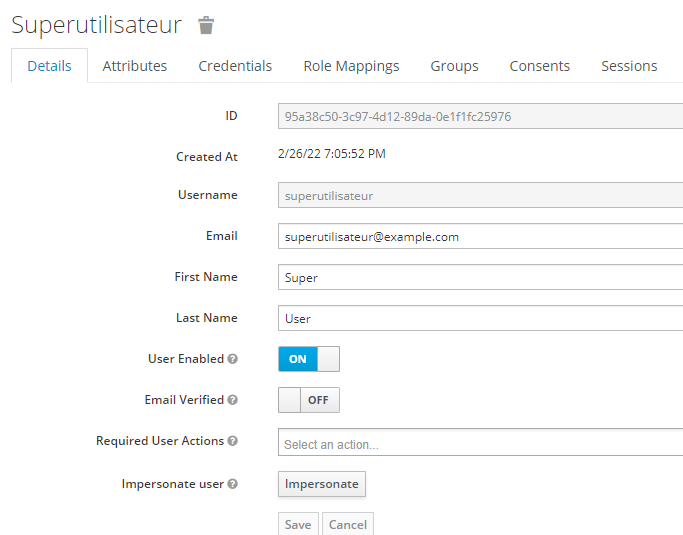 Superutilisateur
Details Attributes Credentials Role Mappings Groups Consents Sessions
ID 95a38c50-3c97-4d12-89da-0e1f1fc25976
Created At 2/26/22 7:05:52 PM
Username superutilisateur
Email superutilisateur@example.com
First Name Super
Last Name User
User Enabled ON
Email Verified OFF
Required User Actions Select an action...
Impersonate user Impersonate
Save Cancel